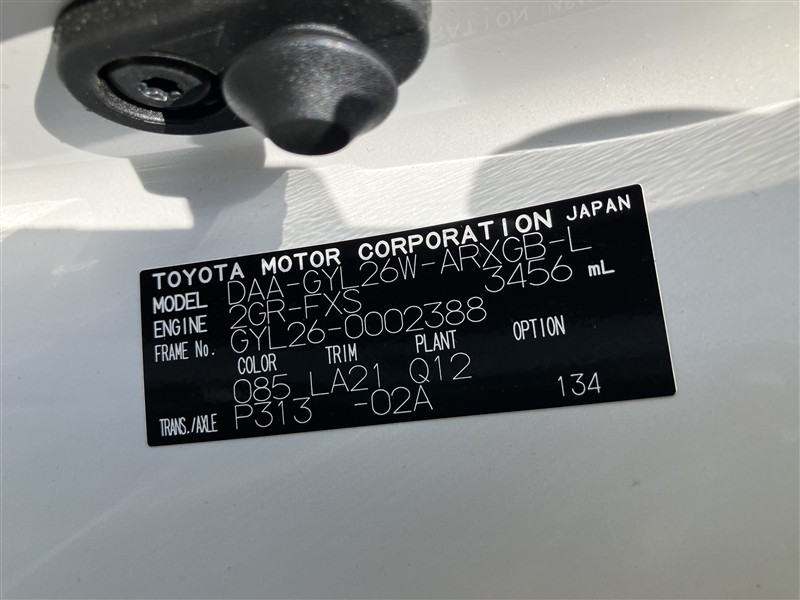 TOYOTA MOTOR CORPORATION JAPAN
MODEL DAA-GYL26W-ARXGB-L
ENGINE 2GR-FXS 3456 mL
FRAME No. GYL26-0002388
COLOR TRIM PLANT OPTION
085 LA21 Q12
TRANS./AXLE P313 -02A 134